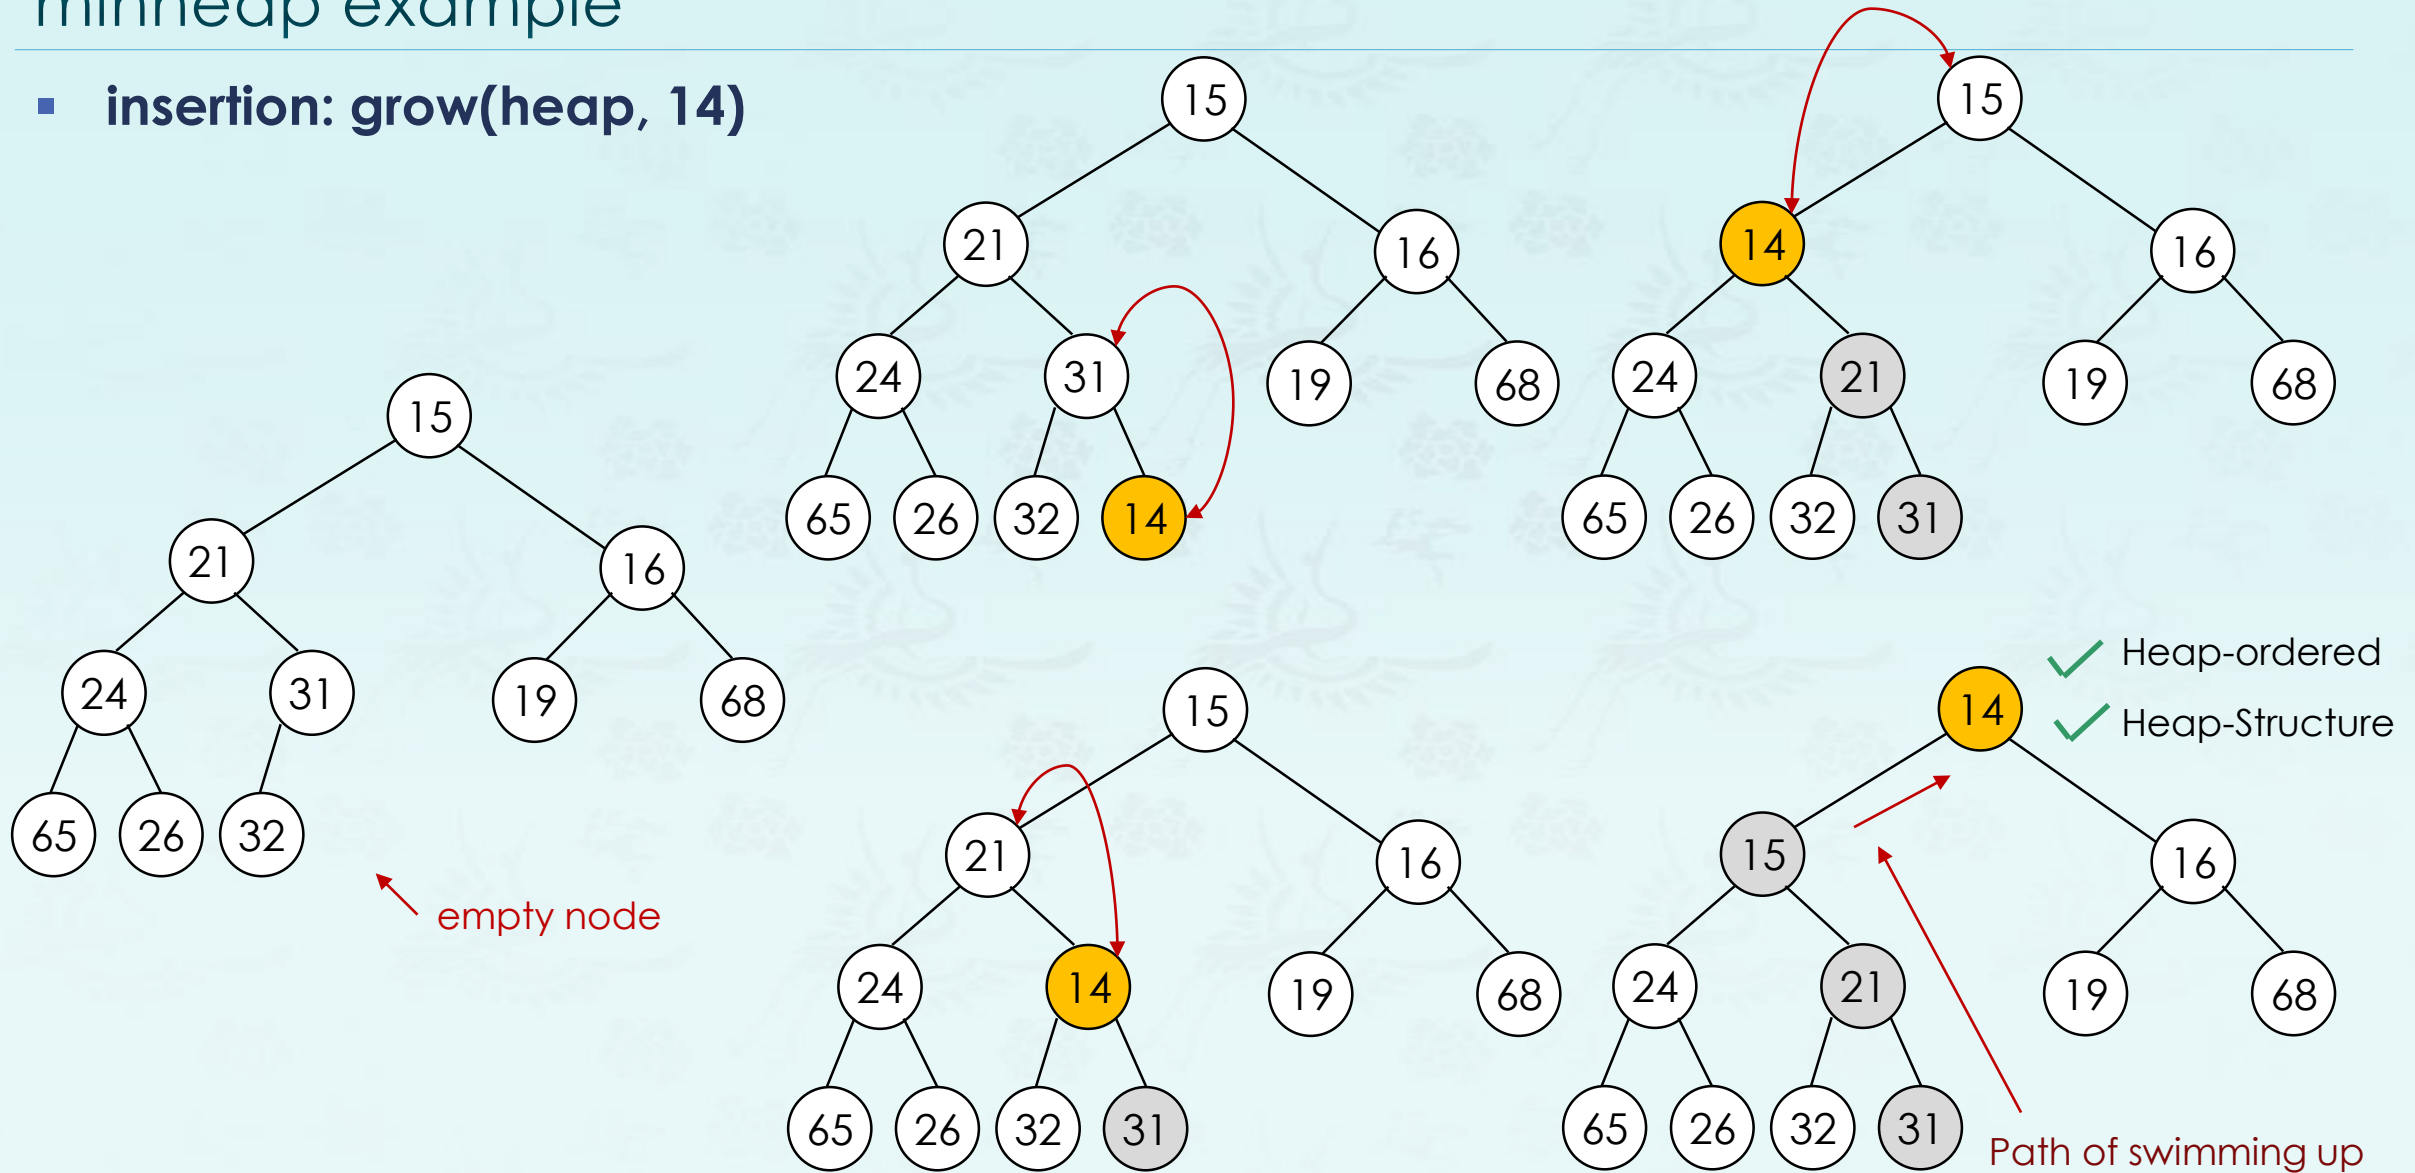 minheap example
▪ insertion: grow(heap, 14)
15
21 16
24 31 19 68
65 26 32
empty node
15
21 16
24 31 19 68
65 26 32 14
15
21 16
24 14 19 68
65 26 32 31
15
14 16
24 21 19 68
65 26 32 31
Heap-ordered
Heap-Structure
14
15 16
24 21 19 68
65 26 32 31
Path of swimming up